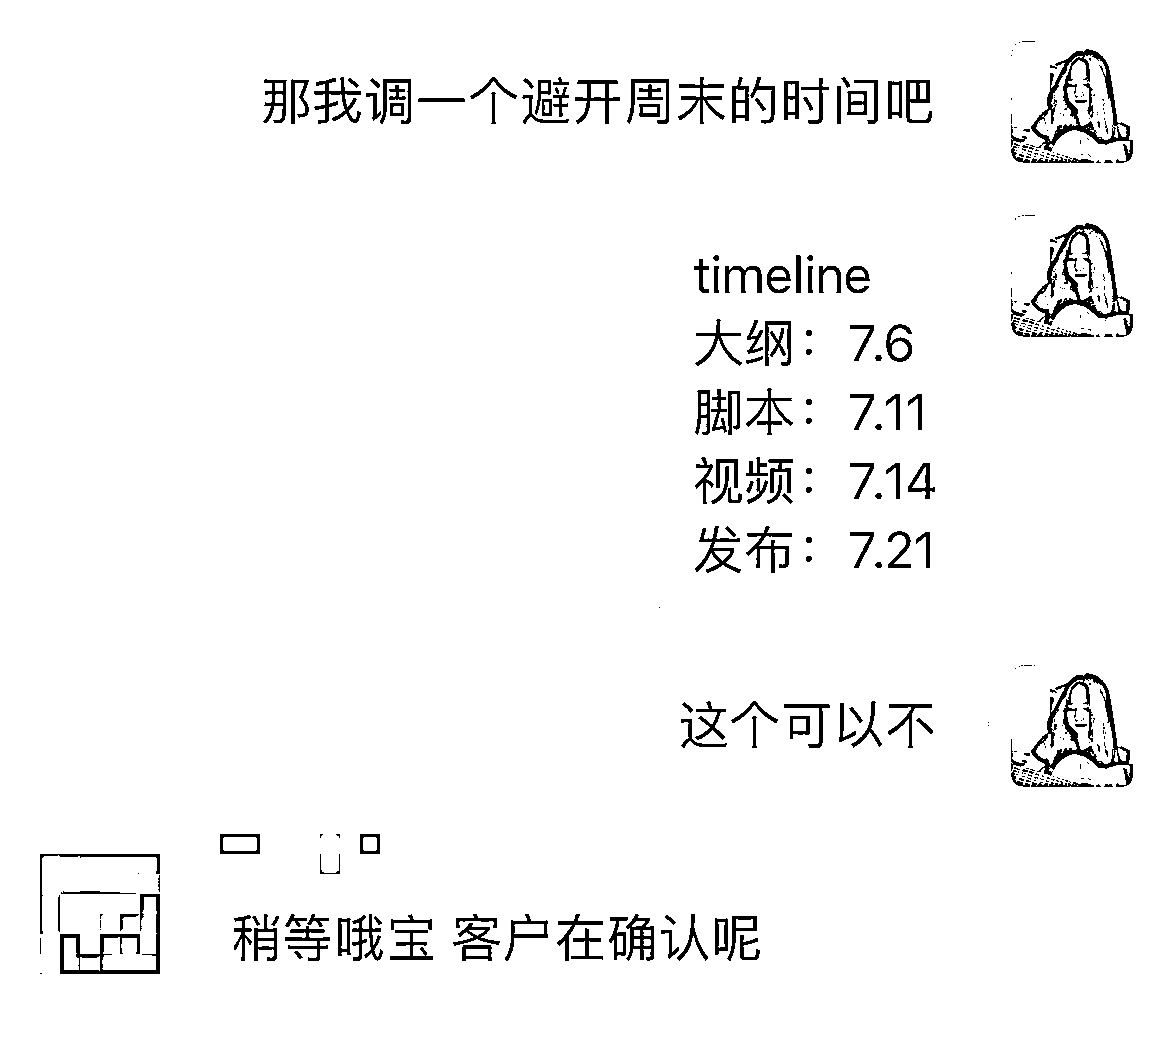 那我调一个避开周末的时间吧
timeline
大纲：7.6
脚本：7.11
视频：7.14
发布：7.21
这个可以不
稍等哦宝 客户在确认呢